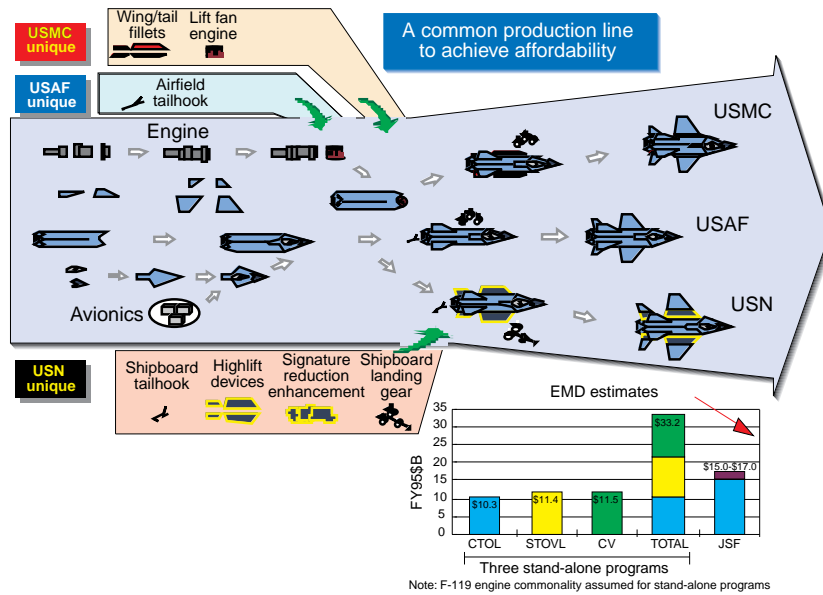 USMC
unique
Wing/tail
fillets
Lift fan
engine
A common production line
to achieve affordability
USAF
unique
Airfield
tailhook
Engine
USMC
USAF
Avionics
USN
USN
unique
Shipboard
tailhook
Highlift
devices
Signature
reduction
enhancement
Shipboard
landing
gear
EMD estimates
FY95$B
35
30
25
20
15
10
5
0
$10.3
$11.4
$11.5
$33.2
$15.0-$17.0
CTOL
STOVL
CV
TOTAL
JSF
Three stand-alone programs
Note: F-119 engine commonality assumed for stand-alone programs